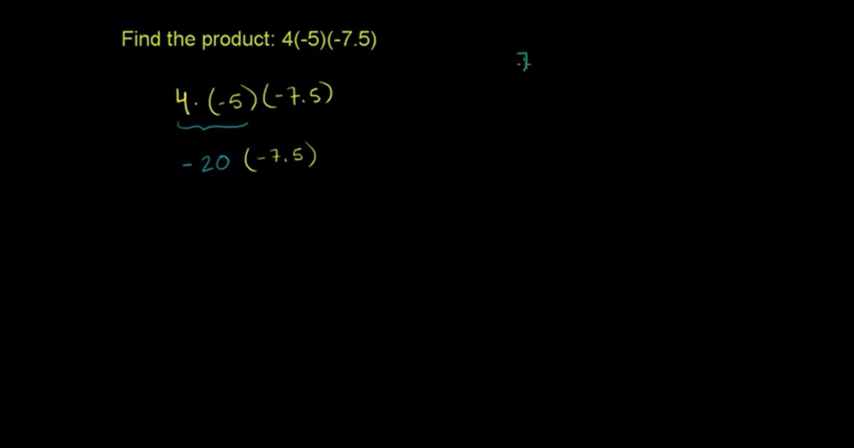 Find the product: 4(-5)(-7.5)
4·(-5)(-7.5)
-20 (-7.5)
7